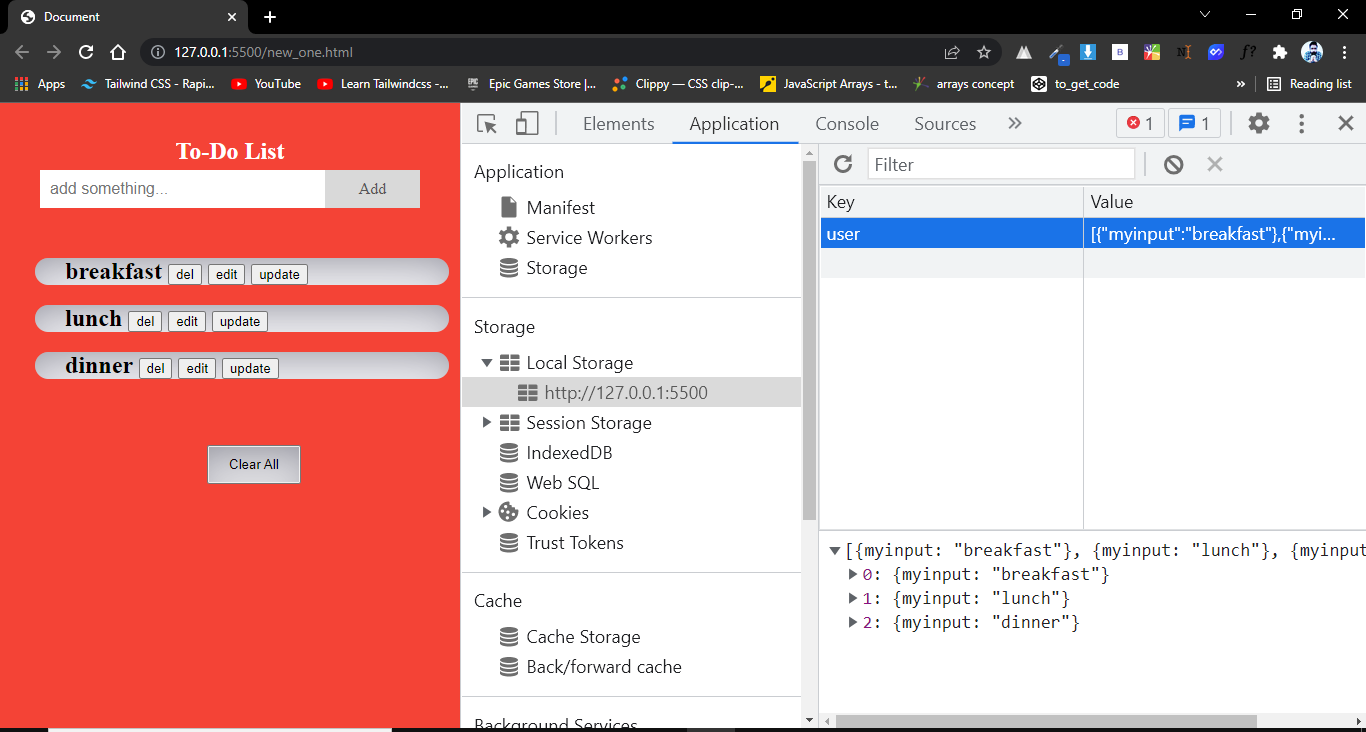 Document
127.0.0.1:5500/new_one.html
Apps Tailwind CSS - Rapi... YouTube Learn Tailwindcss -... Epic Games Store |... Clippy — CSS clip-... JavaScript Arrays - t... arrays concept to_get_code » Reading list
To-Do List
add something... Add
breakfast del edit update
lunch del edit update
dinner del edit update
Clear All
Elements Application Console Sources » 1 1
Application
Manifest
Service Workers
Storage
Storage
Local Storage
http://127.0.0.1:5500
Session Storage
IndexedDB
Web SQL
Cookies
Trust Tokens
Cache
Cache Storage
Back/forward cache
Background Services
Filter
Key Value
user [{"myinput":"breakfast"},{"myi...
[{myinput: "breakfast"}, {myinput: "lunch"}, {myinput
0: {myinput: "breakfast"}
1: {myinput: "lunch"}
2: {myinput: "dinner"}